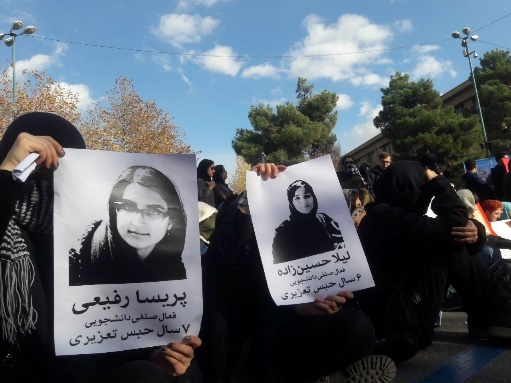 پریسا رفیعی
فعال صنفی دانشجویی
۷ سال حبس تعزیری
لیلا حسین‌زاده
فعال صنفی دانشجویی
۶ سال حبس تعزیری